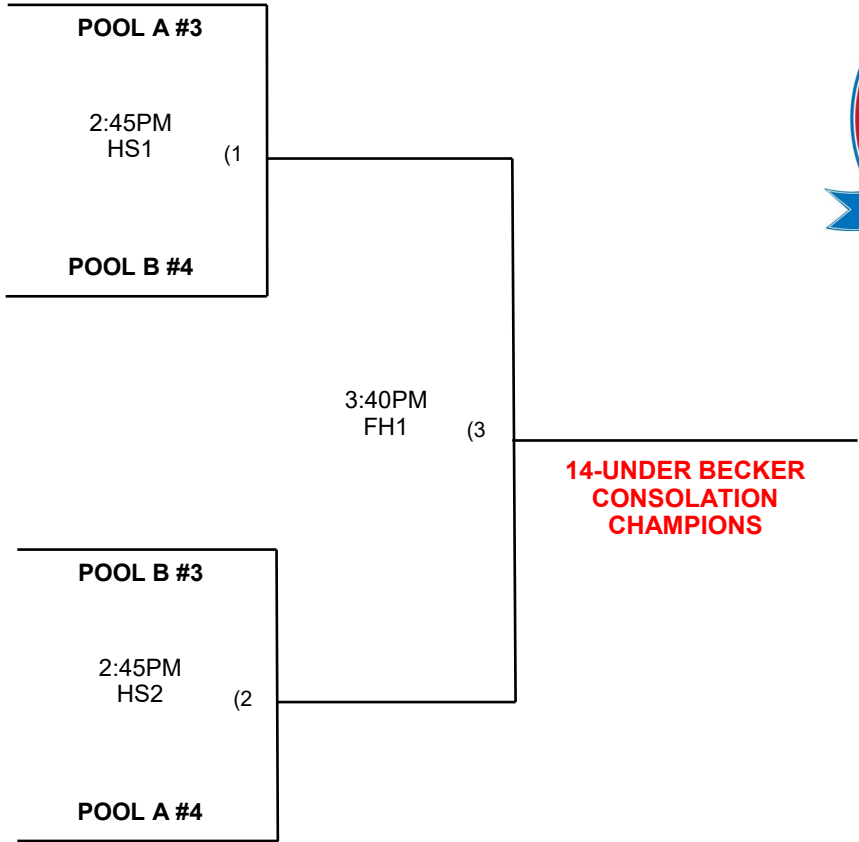 POOL A #3
2:45PM
HS1
(1
POOL B #4
3:40PM
FH1
(3
14-UNDER BECKER
CONSOLATION
CHAMPIONS
POOL B #3
2:45PM
HS2
(2
POOL A #4